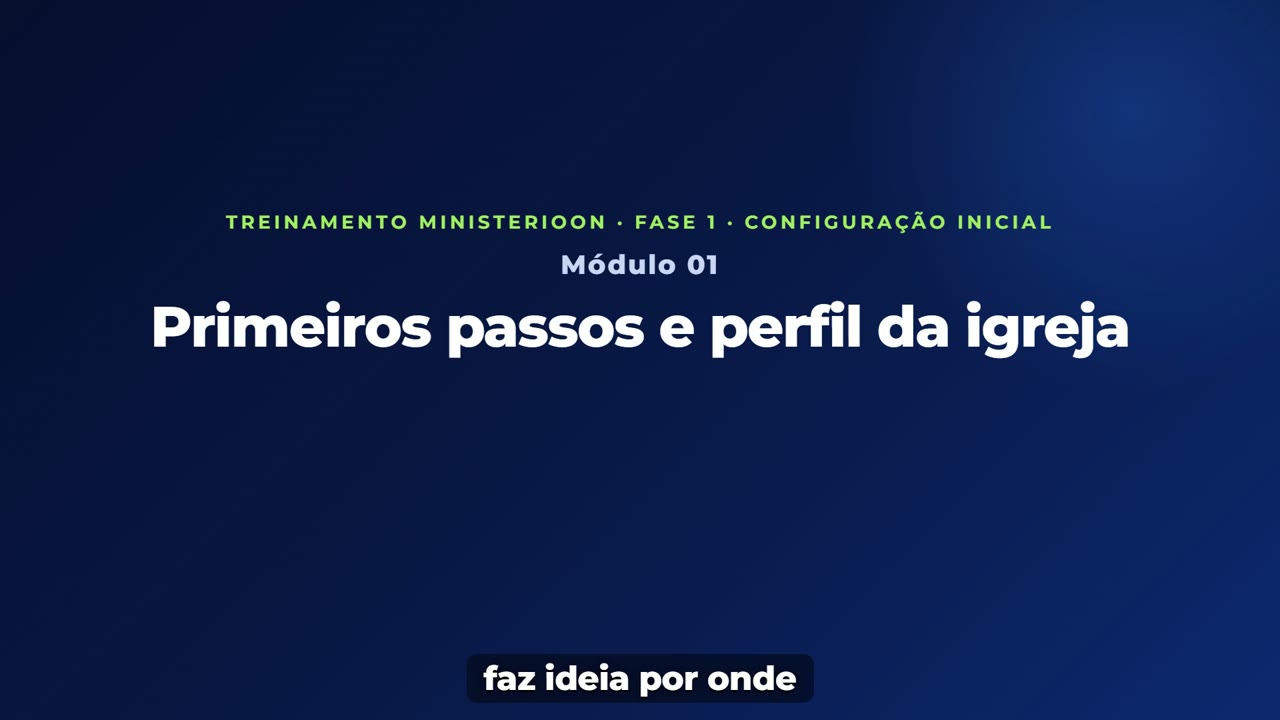 TREINAMENTO MINISTERIOON · FASE 1 · CONFIGURAÇÃO INICIAL
Módulo 01
Primeiros passos e perfil da igreja
faz ideia por onde